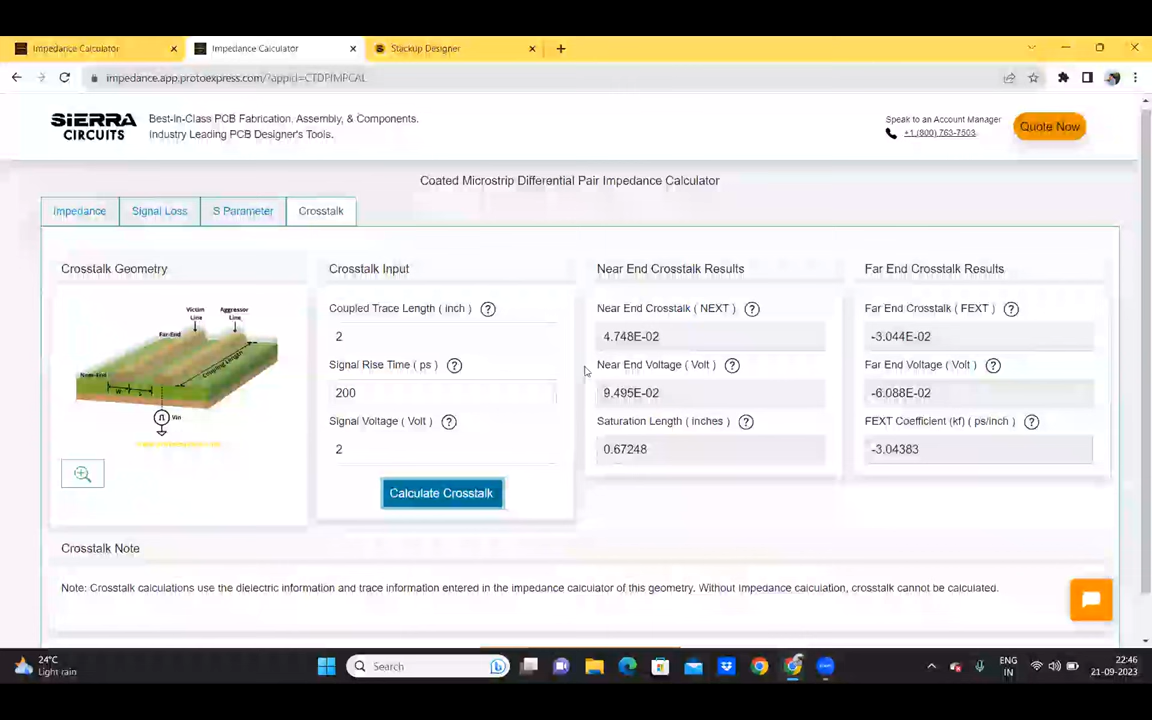 Impedance Calculator
Impedance Calculator
Stackup Designer
impedance.app.protoexpress.com/?appid=CTDPIMPCAL
SIERRA
CIRCUITS
Best-In-Class PCB Fabrication, Assembly, & Components.
Industry Leading PCB Designer's Tools.
Speak to an Account Manager
+1 (800) 763-7503
Quote Now
Coated Microstrip Differential Pair Impedance Calculator
Impedance
Signal Loss
S Parameter
Crosstalk
Crosstalk Geometry
Victim Line
Aggressor Line
Far-End
Coupling Length
Near-End
W
Vin
Crosstalk Input
Coupled Trace Length ( inch ) ?
2
Signal Rise Time ( ps ) ?
200
Signal Voltage ( Volt ) ?
2
Calculate Crosstalk
Near End Crosstalk Results
Near End Crosstalk ( NEXT ) ?
4.748E-02
Near End Voltage ( Volt ) ?
9.495E-02
Saturation Length ( inches ) ?
0.67248
Far End Crosstalk Results
Far End Crosstalk ( FEXT ) ?
-3.044E-02
Far End Voltage ( Volt ) ?
-6.088E-02
FEXT Coefficient (kf) ( ps/inch ) ?
-3.04383
Crosstalk Note
Note: Crosstalk calculations use the dielectric information and trace information entered in the impedance calculator of this geometry. Without impedance calculation, crosstalk cannot be calculated.
24°C
Light rain
Search
ENG
IN
22:46
21-09-2023